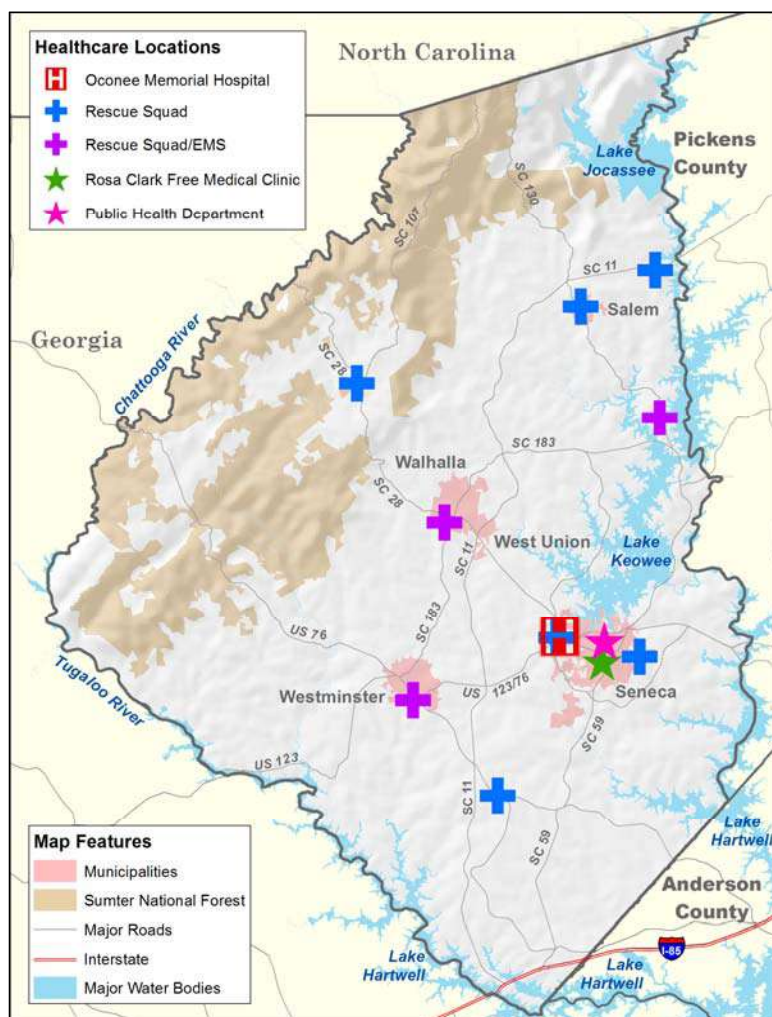 Healthcare Locations
Oconee Memorial Hospital
Rescue Squad
Rescue Squad/EMS
Rosa Clark Free Medical Clinic
Public Health Department
North Carolina
Pickens
County
Lake
Jocassee
SC 130
SC 107
SC 11
Salem
Georgia
Chattooga River
SC 28
SC 183
Walhalla
SC 28
SC 11
West Union
Lake
Keowee
SC 183
US 76
US 123/76
Westminster
Seneca
Tugaloo River
SC 59
US 123
SC 11
SC 59
Lake
Hartwell
Anderson
County
Lake
Hartwell
I-85
Lake
Hartwell
Map Features
Municipalities
Sumter National Forest
Major Roads
Interstate
Major Water Bodies
H